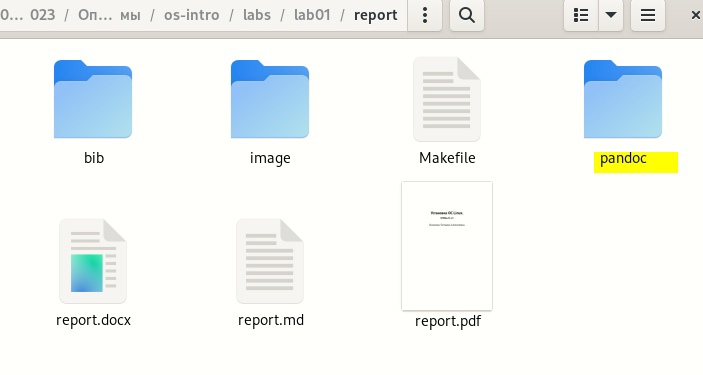 0... 023 / Оп... мы / os-intro / labs / lab01 / report
bib
image
Makefile
pandoc
report.docx
report.md
report.pdf